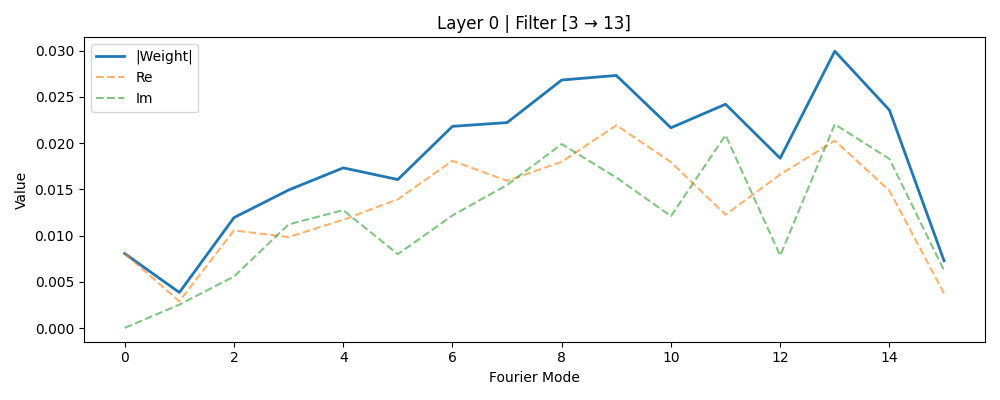 Layer 0 | Filter [3 → 13]
|Weight|
Re
Im
Value
0.030
0.025
0.020
0.015
0.010
0.005
0.000
0 2 4 6 8 10 12 14
Fourier Mode